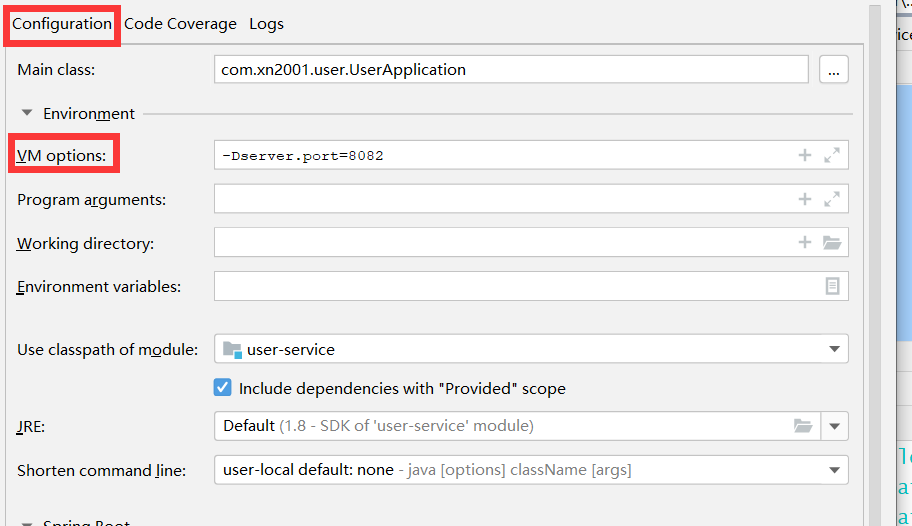 Configuration Code Coverage Logs
Main class: com.xn2001.user.UserApplication ...
Environment
VM options: -Dserver.port=8082
Program arguments:
Working directory:
Environment variables:
Use classpath of module: user-service
Include dependencies with "Provided" scope
JRE: Default (1.8 - SDK of 'user-service' module)
Shorten command line: user-local default: none - java [options] className [args]
Spring Boot